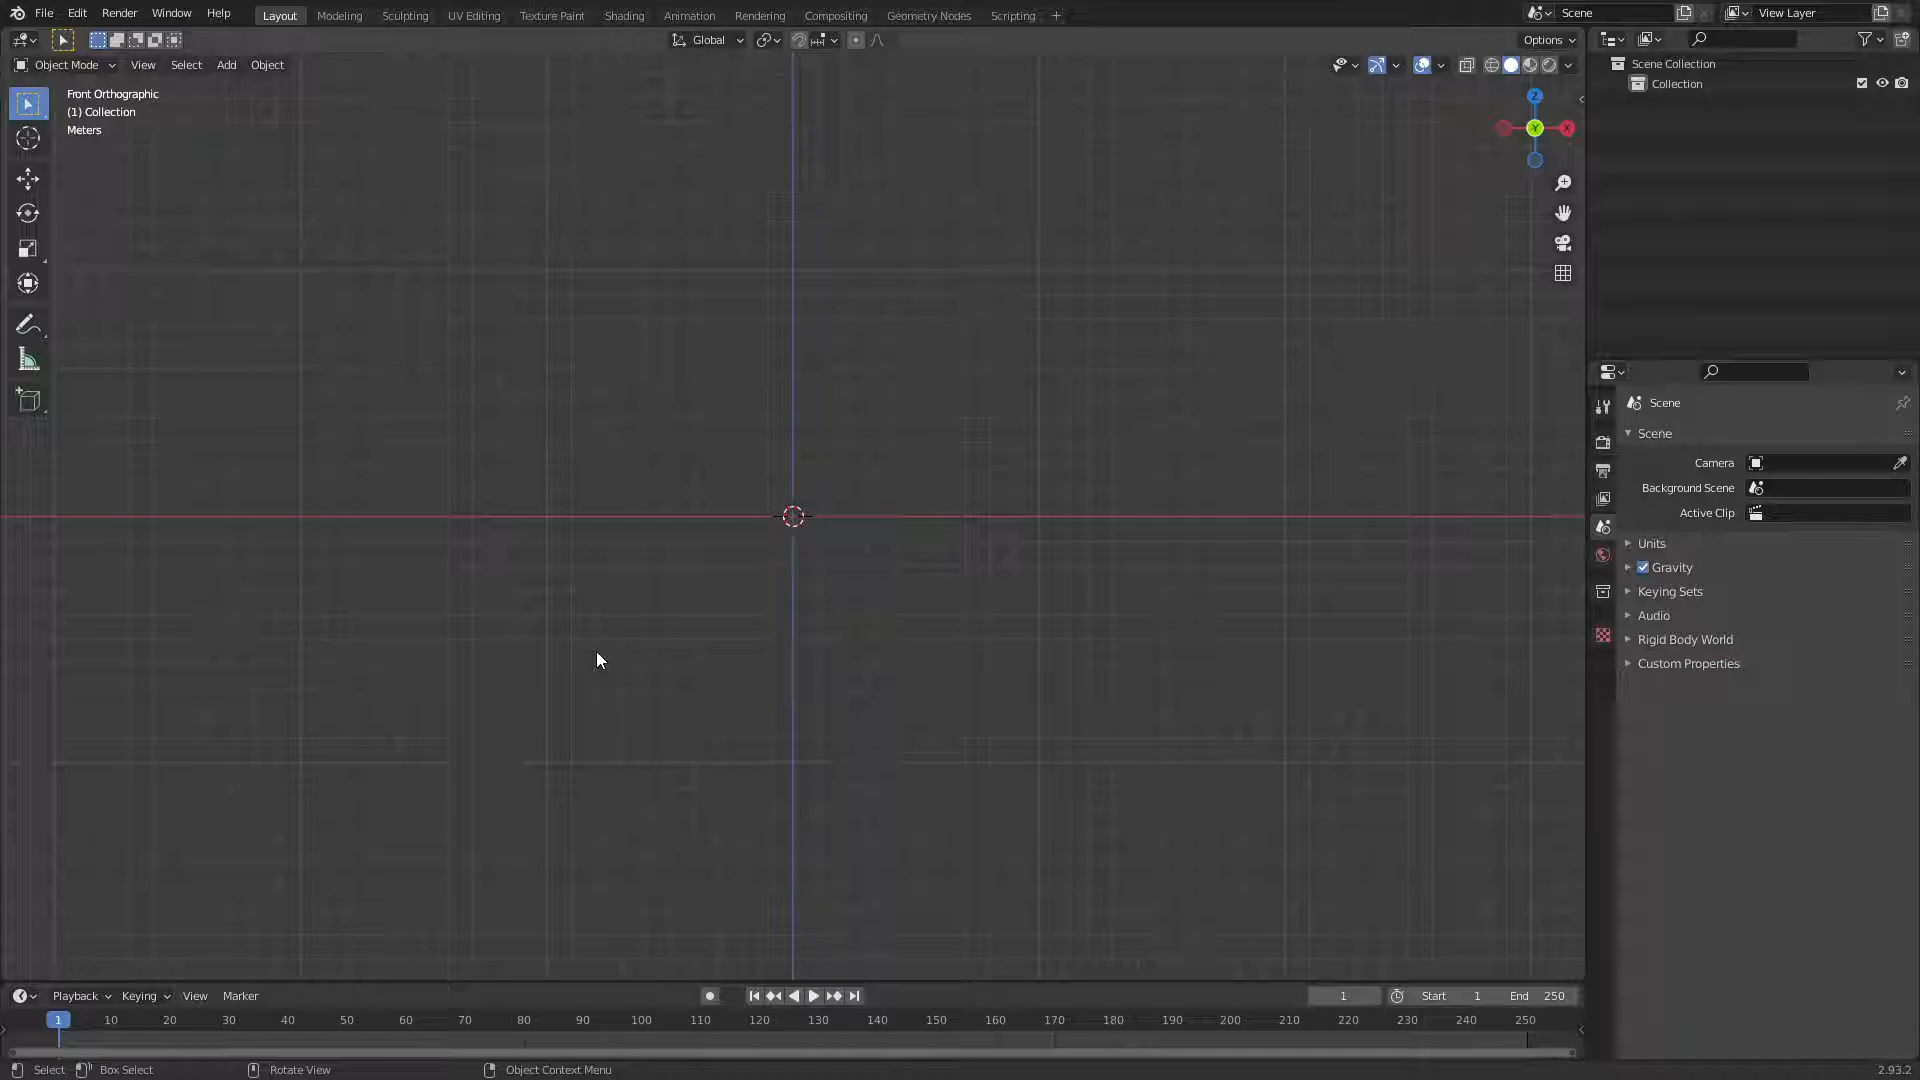 File Edit Render Window Help Layout Modeling Sculpting UV Editing Texture Paint Shading Animation Rendering Compositing Geometry Nodes Scripting + Scene View Layer
Global Options
Object Mode View Select Add Object
Front Orthographic
(1) Collection
Meters
Z
Y X
Scene Collection
Collection
Scene
Scene
Camera
Background Scene
Active Clip
Units
Gravity
Keying Sets
Audio
Rigid Body World
Custom Properties
Playback Keying View Marker 1 Start 1 End 250
1 10 20 30 40 50 60 70 80 90 100 110 120 130 140 150 160 170 180 190 200 210 220 230 240 250
Select Box Select Rotate View Object Context Menu 2.93.2